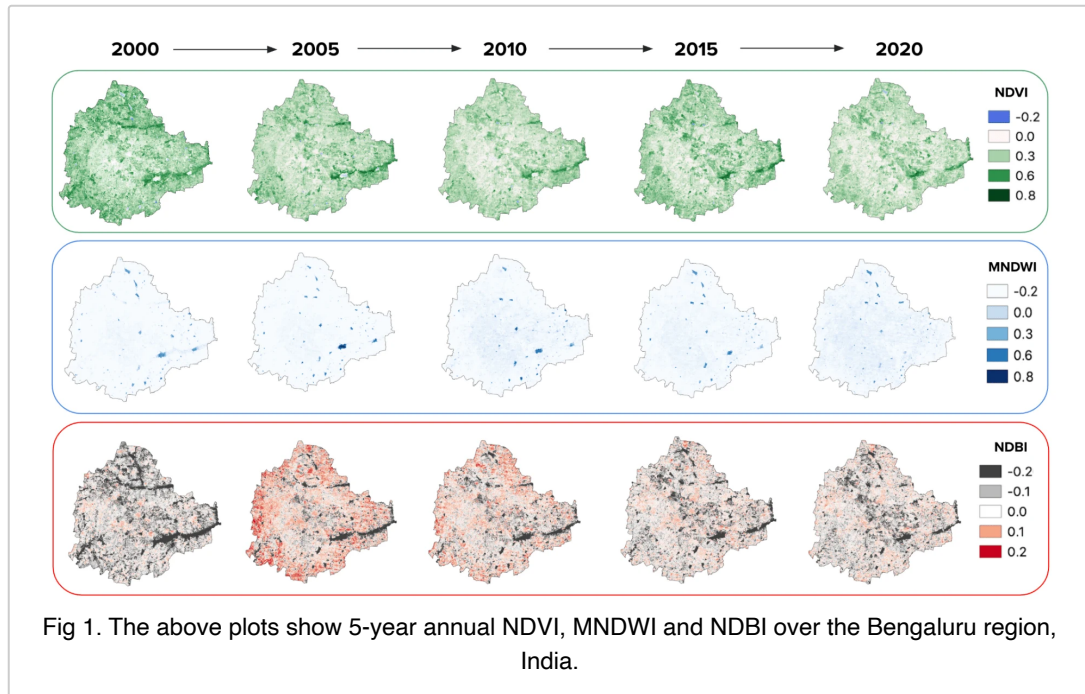 2000 2005 2010 2015 2020
NDVI
-0.2
0.0
0.3
0.6
0.8
MNDWI
-0.2
0.0
0.3
0.6
0.8
NDBI
-0.2
-0.1
0.0
0.1
0.2
Fig 1. The above plots show 5-year annual NDVI, MNDWI and NDBI over the Bengaluru region,
India.